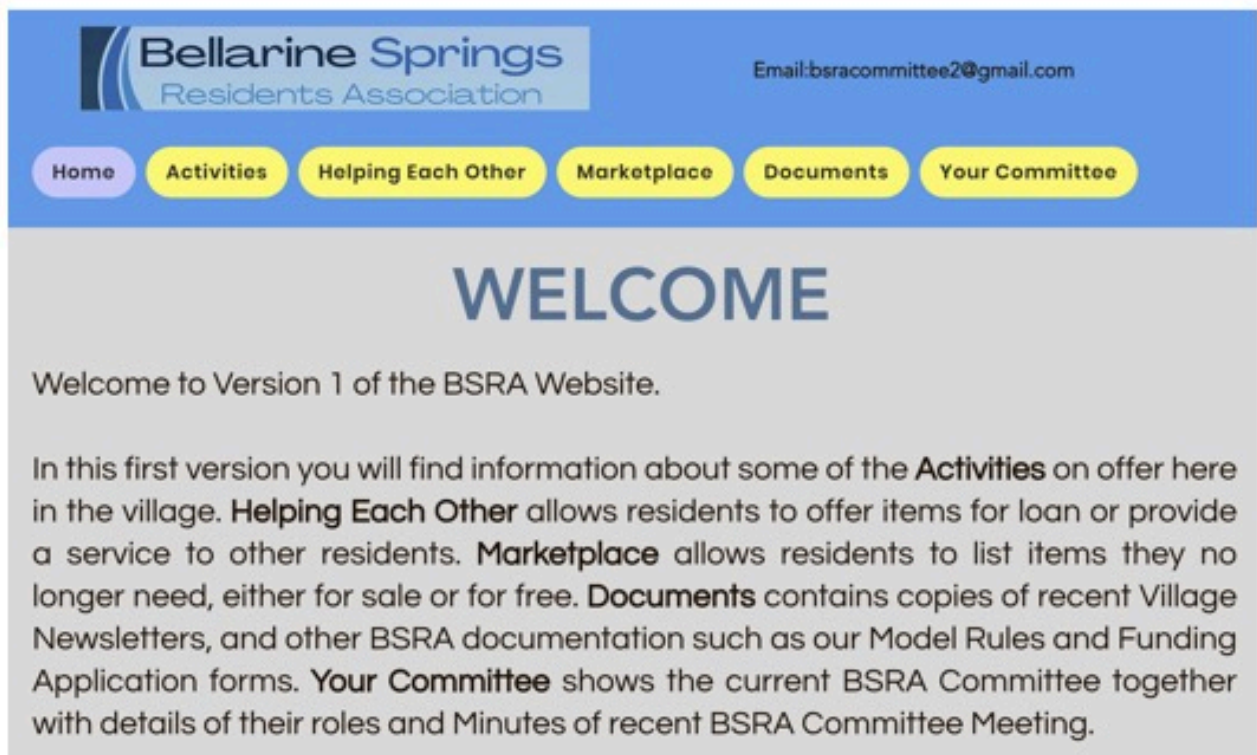 Bellarine Springs
Residents Association
Email:bsracommittee2@gmail.com
Home Activities Helping Each Other Marketplace Documents Your Committee
WELCOME
Welcome to Version 1 of the BSRA Website.
In this first version you will find information about some of the Activities on offer here
in the village. Helping Each Other allows residents to offer items for loan or provide
a service to other residents. Marketplace allows residents to list items they no
longer need, either for sale or for free. Documents contains copies of recent Village
Newsletters, and other BSRA documentation such as our Model Rules and Funding
Application forms. Your Committee shows the current BSRA Committee together
with details of their roles and Minutes of recent BSRA Committee Meeting.